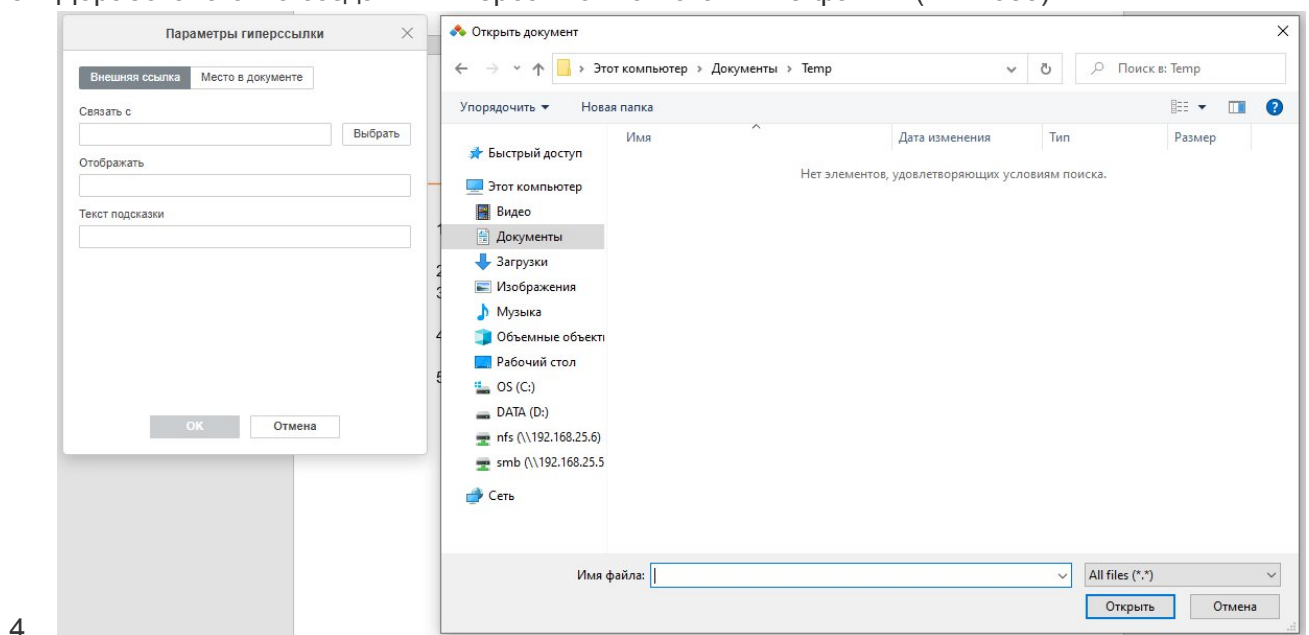 Параметры гиперссылки
Внешняя ссылка Место в документе
Связать с
Выбрать
Отображать
Текст подсказки
ОК Отмена
Открыть документ
Этот компьютер › Документы › Temp
Поиск в: Temp
Упорядочить Новая папка
Имя Дата изменения Тип Размер
Нет элементов, удовлетворяющих условиям поиска.
Быстрый доступ
Этот компьютер
Видео
Документы
Загрузки
Изображения
Музыка
Объемные объект
Рабочий стол
OS (C:)
DATA (D:)
nfs (\\192.168.25.6)
smb (\\192.168.25.5
Сеть
Имя файла: All files (*.*)
Открыть Отмена
4